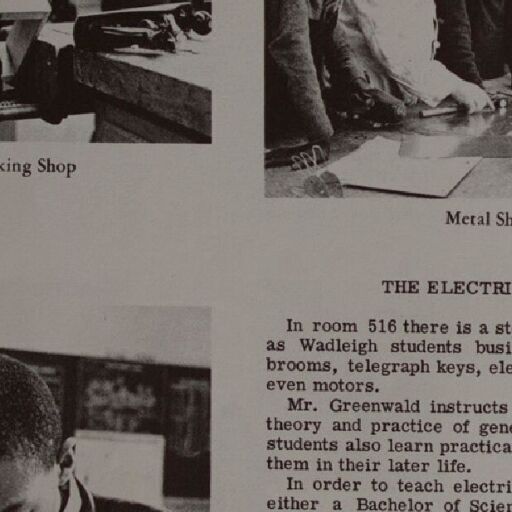 king Shop
Metal Sh
THE ELECTRI
In room 516 there is a st
as Wadleigh students busi
brooms, telegraph keys, ele
even motors.
Mr. Greenwald instructs
theory and practice of gene
students also learn practica
them in their later life.
In order to teach electri
either a Bachelor of Scien